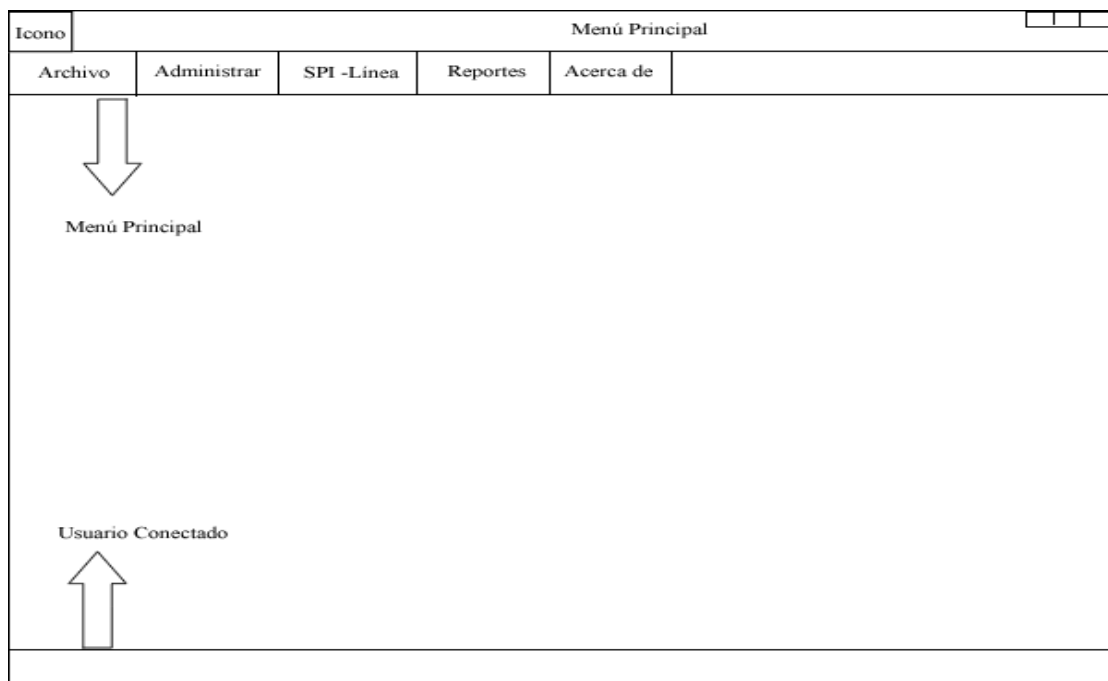 Icono
Menú Principal
Archivo Administrar SPI -Línea Reportes Acerca de
Menú Principal
Usuario Conectado